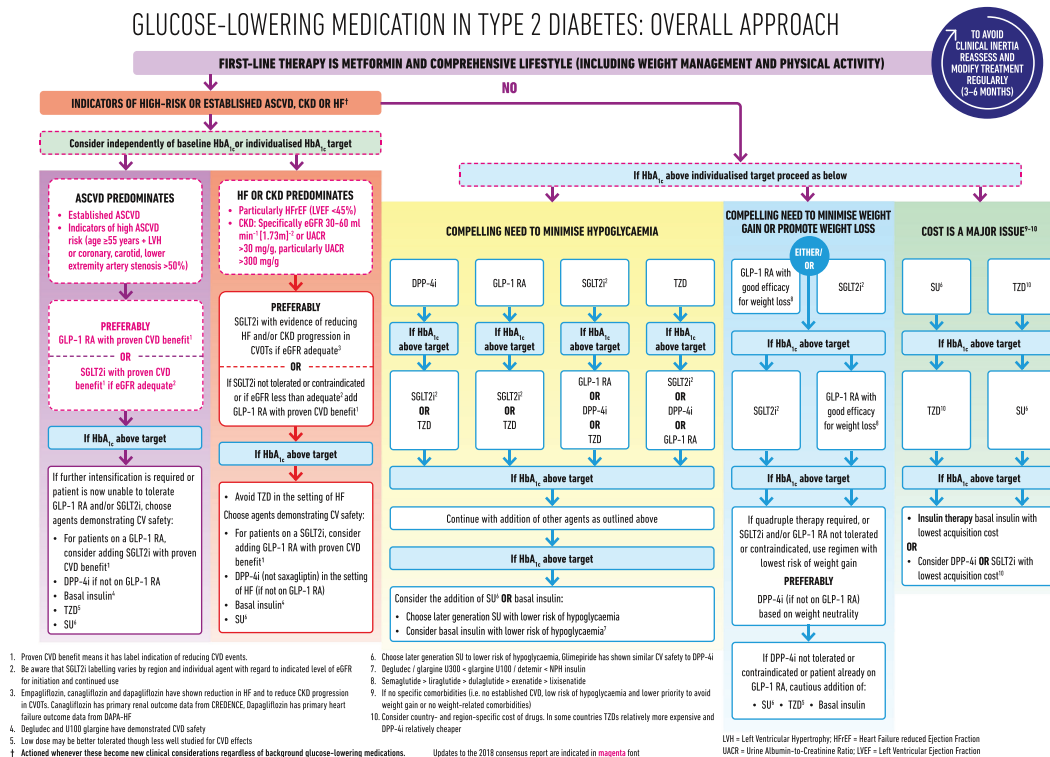 GLUCOSE-LOWERING MEDICATION IN TYPE 2 DIABETES: OVERALL APPROACH
TO AVOID
CLINICAL INERTIA
REASSESS AND
MODIFY TREATMENT
REGULARLY
(3–6 MONTHS)
FIRST-LINE THERAPY IS METFORMIN AND COMPREHENSIVE LIFESTYLE (INCLUDING WEIGHT MANAGEMENT AND PHYSICAL ACTIVITY)
INDICATORS OF HIGH-RISK OR ESTABLISHED ASCVD, CKD OR HF†
NO
Consider independently of baseline HbA1c or individualised HbA1c target
ASCVD PREDOMINATES
• Established ASCVD
• Indicators of high ASCVD
risk (age ≥55 years + LVH
or coronary, carotid, lower
extremity artery stenosis >50%)
PREFERABLY
GLP-1 RA with proven CVD benefit1
OR
SGLT2i with proven CVD
benefit1 if eGFR adequate2
If HbA1c above target
If further intensification is required or
patient is now unable to tolerate
GLP-1 RA and/or SGLT2i, choose
agents demonstrating CV safety:
• For patients on a GLP-1 RA,
consider adding SGLT2i with proven
CVD benefit1
• DPP-4i if not on GLP-1 RA
• Basal insulin4
• TZD5
• SU6
HF OR CKD PREDOMINATES
• Particularly HFrEF (LVEF <45%)
• CKD: Specifically eGFR 30-60 ml
min-1 [1.73m]-2 or UACR
>30 mg/g, particularly UACR
>300 mg/g
PREFERABLY
SGLT2i with evidence of reducing
HF and/or CKD progression in
CVOTs if eGFR adequate3
OR
If SGLT2i not tolerated or contraindicated
or if eGFR less than adequate2 add
GLP-1 RA with proven CVD benefit1
If HbA1c above target
• Avoid TZD in the setting of HF
Choose agents demonstrating CV safety:
• For patients on a SGLT2i, consider
adding GLP-1 RA with proven CVD
benefit1
• DPP-4i (not saxagliptin) in the setting
of HF (if not on GLP-1 RA)
• Basal insulin4
• SU6
If HbA1c above individualised target proceed as below
COMPELLING NEED TO MINIMISE HYPOGLYCAEMIA
DPP-4i
GLP-1 RA
SGLT2i2
TZD
If HbA1c
above target
If HbA1c
above target
If HbA1c
above target
If HbA1c
above target
SGLT2i2
OR
TZD
SGLT2i2
OR
TZD
GLP-1 RA
OR
DPP-4i
OR
TZD
SGLT2i2
OR
DPP-4i
OR
GLP-1 RA
If HbA1c above target
Continue with addition of other agents as outlined above
If HbA1c above target
Consider the addition of SU6 OR basal insulin:
• Choose later generation SU with lower risk of hypoglycaemia
• Consider basal insulin with lower risk of hypoglycaemia7
COMPELLING NEED TO MINIMISE WEIGHT
GAIN OR PROMOTE WEIGHT LOSS
EITHER/
OR
GLP-1 RA with
good efficacy
for weight loss8
SGLT2i2
If HbA1c above target
SGLT2i2
GLP-1 RA with
good efficacy
for weight loss8
If HbA1c above target
If quadruple therapy required, or
SGLT2i and/or GLP-1 RA not tolerated
or contraindicated, use regimen with
lowest risk of weight gain
PREFERABLY
DPP-4i (if not on GLP-1 RA)
based on weight neutrality
If DPP-4i not tolerated or
contraindicated or patient already on
GLP-1 RA, cautious addition of:
• SU6 • TZD5 • Basal insulin
COST IS A MAJOR ISSUE9-10
SU6
TZD10
If HbA1c above target
TZD10
SU6
If HbA1c above target
• Insulin therapy basal insulin with
lowest acquisition cost
OR
• Consider DPP-4i OR SGLT2i with
lowest acquisition cost10
1. Proven CVD benefit means it has label indication of reducing CVD events.
2. Be aware that SGLT2i labelling varies by region and individual agent with regard to indicated level of eGFR
for initiation and continued use
3. Empagliflozin, canagliflozin and dapagliflozin have shown reduction in HF and to reduce CKD progression
in CVOTs. Canagliflozin has primary renal outcome data from CREDENCE, Dapagliflozin has primary heart
failure outcome data from DAPA-HF
4. Degludec and U100 glargine have demonstrated CVD safety
5. Low dose may be better tolerated though less well studied for CVD effects
† Actioned whenever these become new clinical considerations regardless of background glucose-lowering medications.
6. Choose later generation SU to lower risk of hypoglycaemia, Glimepiride has shown similar CV safety to DPP-4i
7. Degludec / glargine U300 < glargine U100 / detemir < NPH insulin
8. Semaglutide > liraglutide > dulaglutide > exenatide > lixisenatide
9. If no specific comorbidities (i.e. no established CVD, low risk of hypoglycaemia and lower priority to avoid
weight gain or no weight-related comorbidities)
10. Consider country- and region-specific cost of drugs. In some countries TZDs relatively more expensive and
DPP-4i relatively cheaper
Updates to the 2018 consensus report are indicated in magenta font
LVH = Left Ventricular Hypertrophy; HFrEF = Heart Failure reduced Ejection Fraction
UACR = Urine Albumin-to-Creatinine Ratio; LVEF = Left Ventricular Ejection Fraction